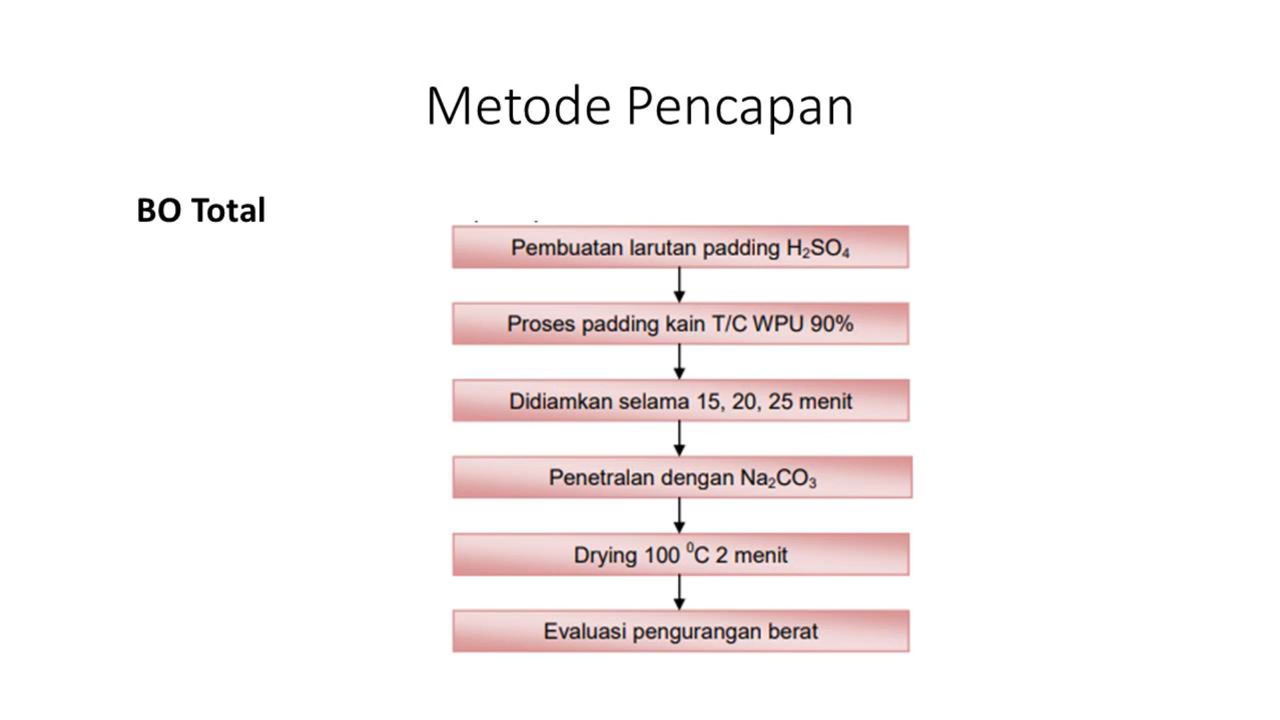 Metode Pencapan
BO Total
Pembuatan larutan padding H₂SO₄
Proses padding kain T/C WPU 90%
Didiamkan selama 15, 20, 25 menit
Penetralan dengan Na₂CO₃
Drying 100 ⁰C 2 menit
Evaluasi pengurangan berat